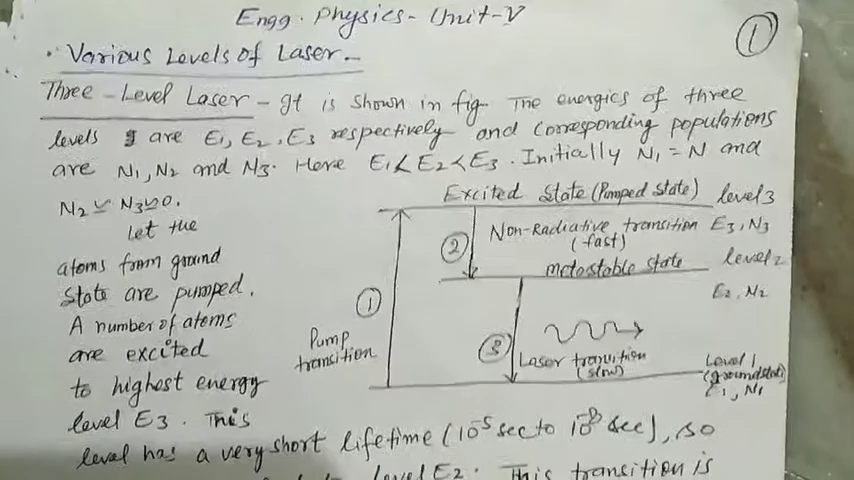 Engg. Physics - Unit-V
1
Various Levels of Laser -
Three-Level Laser - It is shown in fig The energies of three
levels are E1, E2, E3 respectively and corresponding populations
are N1, N2 and N3. Here E1 < E2 < E3. Initially N1 = N and
N2 ≃ N3 ≃ 0.
Let the
atoms from ground
state are pumped.
A number of atoms
are excited
to highest energy
level E3. This
level has a very short lifetime (10⁻⁵ sec to 10⁻⁸ sec), so
level E2. This transition is
Excited State (Pumped State) level 3
Non-Radiative transition E3, N3
(fast)
2
metastable state level 2
E2, N2
1
Pump
transition
3
Laser transition
(slow)
Level 1
(ground state)
E1, N1